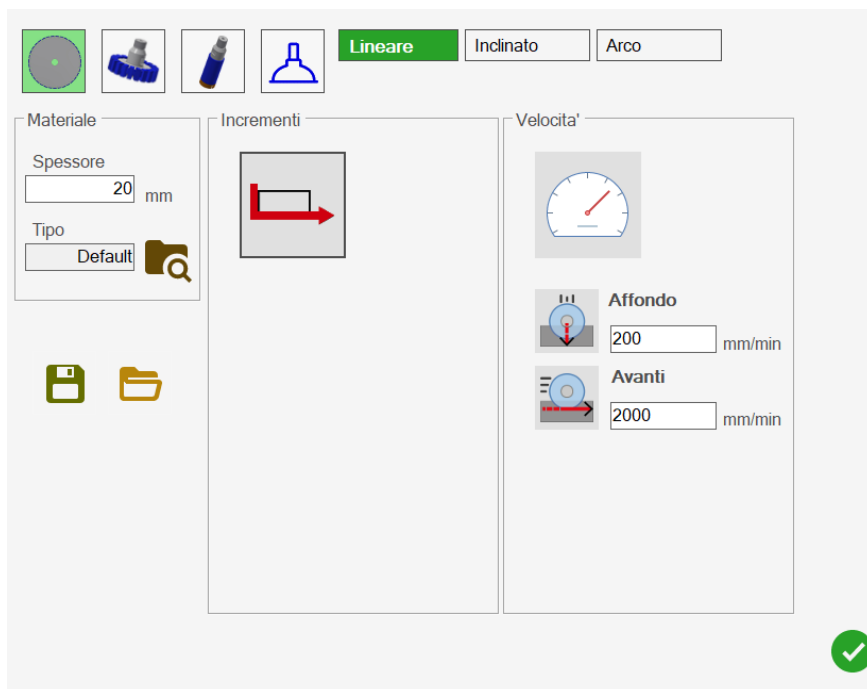 Lineare
Inclinato
Arco
Materiale
Spessore
20 mm
Tipo
Default
Incrementi
Velocita'
Affondo
200 mm/min
Avanti
2000 mm/min